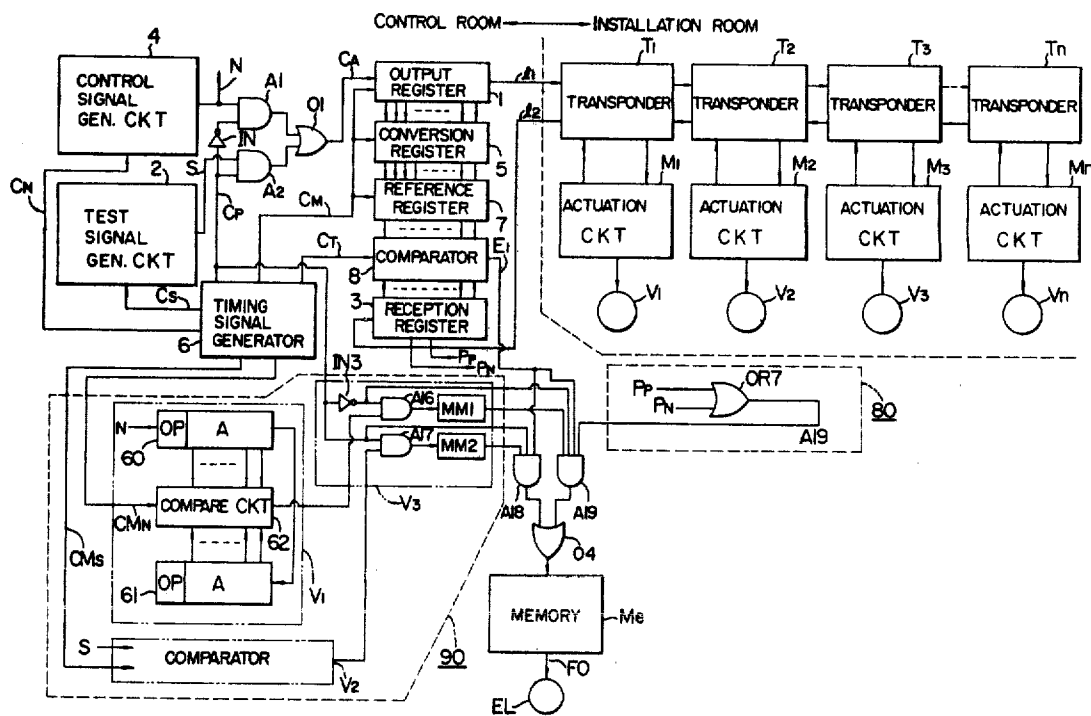 CONTROL ROOM
INSTALLATION ROOM
4
CONTROL
SIGNAL
GEN. CKT
N
A1
O1
CA
IN
S
A2
CP
CN
2
TEST
SIGNAL
GEN. CKT
CS
CM
CT
6
TIMING
SIGNAL
GENERATOR
OUTPUT
REGISTER
1
CONVERSION
REGISTER
5
REFERENCE
REGISTER
7
COMPARATOR
8
E1
3
RECEPTION
REGISTER
PP
PN
l1
l2
T1
TRANSPONDER
T2
TRANSPONDER
T3
TRANSPONDER
Tn
TRANSPONDER
M1
ACTUATION
CKT
M2
ACTUATION
CKT
M3
ACTUATION
CKT
Mn
ACTUATION
CKT
V1
V2
V3
Vn
IN3
A16
MM1
A17
MM2
V3
A18
A19
O4
PP
PN
OR7
80
A19
N
OP
A
60
COMPARE CKT
62
CMN
CMS
OP
A
61
V1
S
COMPARATOR
V2
90
MEMORY
Me
FO
EL